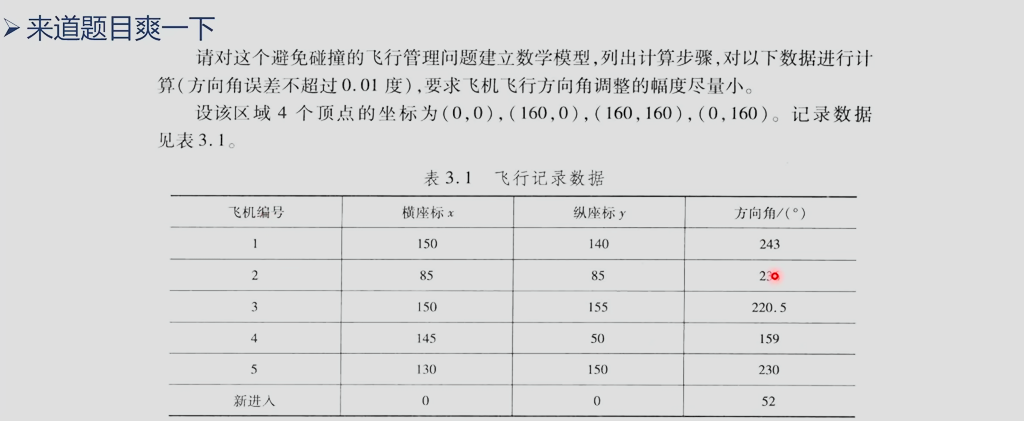 ➢ 来道题目爽一下
请对这个避免碰撞的飞行管理问题建立数学模型,列出计算步骤,对以下数据进行计
算(方向角误差不超过 0.01 度),要求飞机飞行方向角调整的幅度尽量小。
设该区域 4 个顶点的坐标为(0,0),(160,0),(160,160),(0,160)。记录数据
见表 3.1。
表 3.1 飞行记录数据
飞机编号 横坐标 x 纵坐标 y 方向角/(°)
1 150 140 243
2 85 85
3 150 155 220.5
4 145 50 159
5 130 150 230
新进入 0 0 52